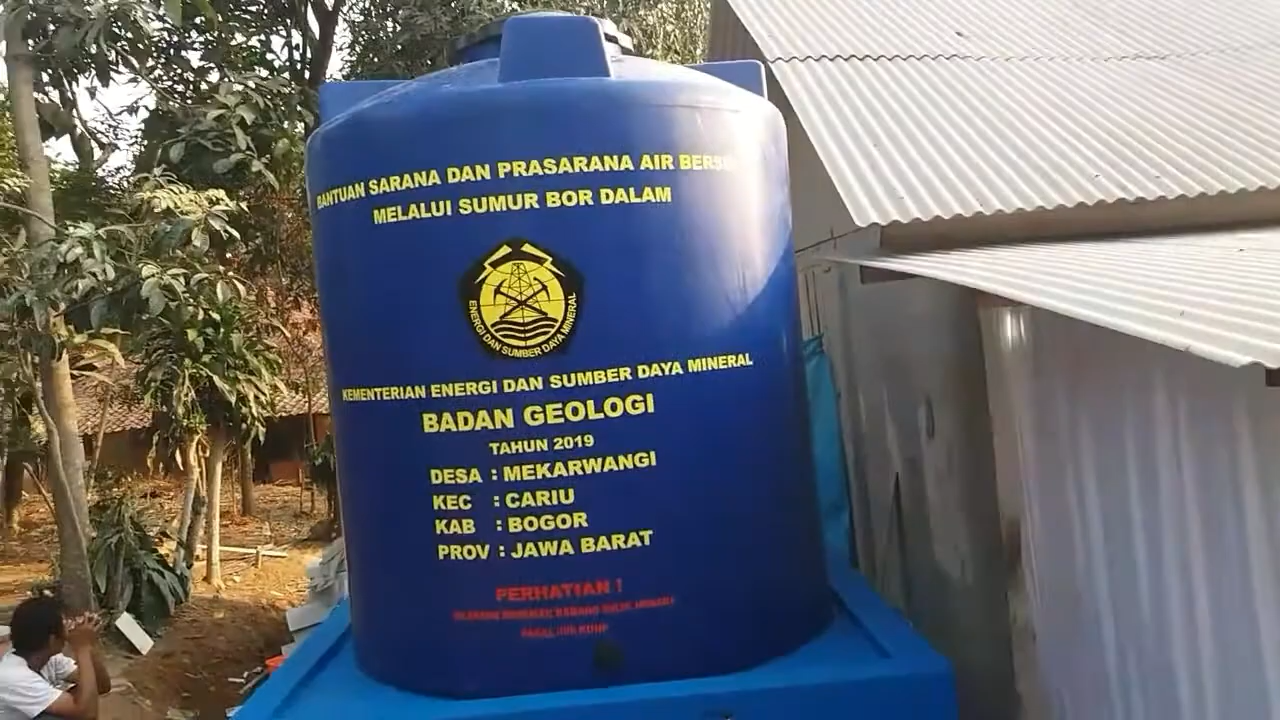 BANTUAN SARANA DAN PRASARANA AIR
MELALUI SUMUR BOR DALAM
ENERGI DAN SUMBER DAYA MINERAL
KEMENTERIAN ENERGI DAN SUMBER DAYA MINERAL
BADAN GEOLOGI
TAHUN 2019
DESA : MEKARWANGI
KEC : CARIU
KAB : BOGOR
PROV : JAWA BARAT
PERHATIAN !